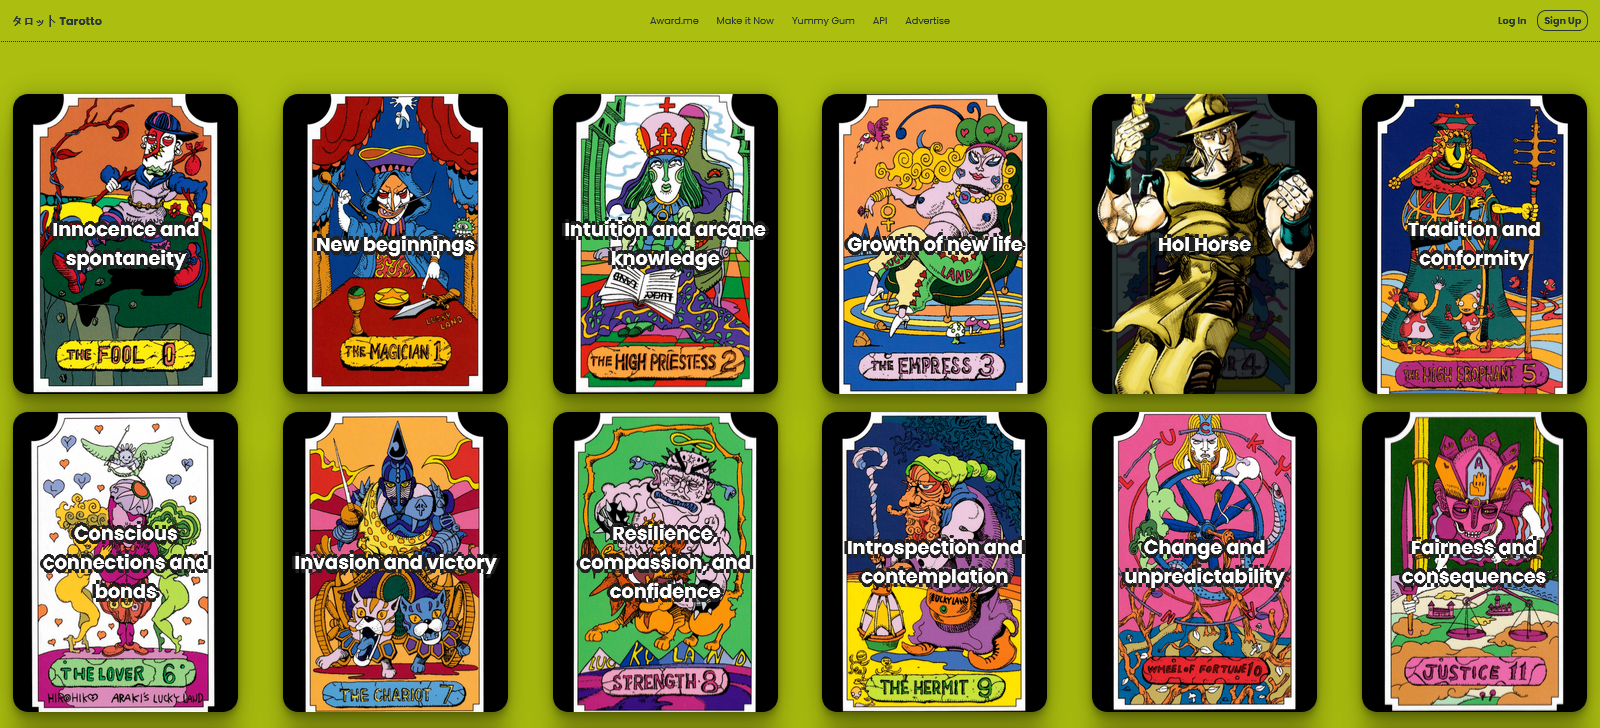 タロット Tarotto
Award.me
Make it Now
Yummy Gum
API
Advertise
Log In
Sign Up
Innocence and
spontaneity
THE FOOL 0
New beginnings
LUCKY
LAND
THE MAGICIAN 1
Intuition and arcane
knowledge
THE HIGH PRIESTESS 2
Growth of new life
LAND
THE EMPRESS 3
Hol Horse
R 4
Tradition and
conformity
THE HIGH EROPHANT 5
Conscious
connections and
bonds
THE LOVER 6
HIROHIKO ARAKI'S LUCKY LAND
Invasion and victory
THE CHARIOT 7
Resilience,
compassion, and
confidence
LUCKY LAND
STRENGTH 8
Introspection and
contemplation
LUCKYLAND
THE HERMIT 9
LUCKY
Change and
unpredictability
WHEEL OF FORTUNE 10
A
Fairness and
consequences
JUSTICE 11